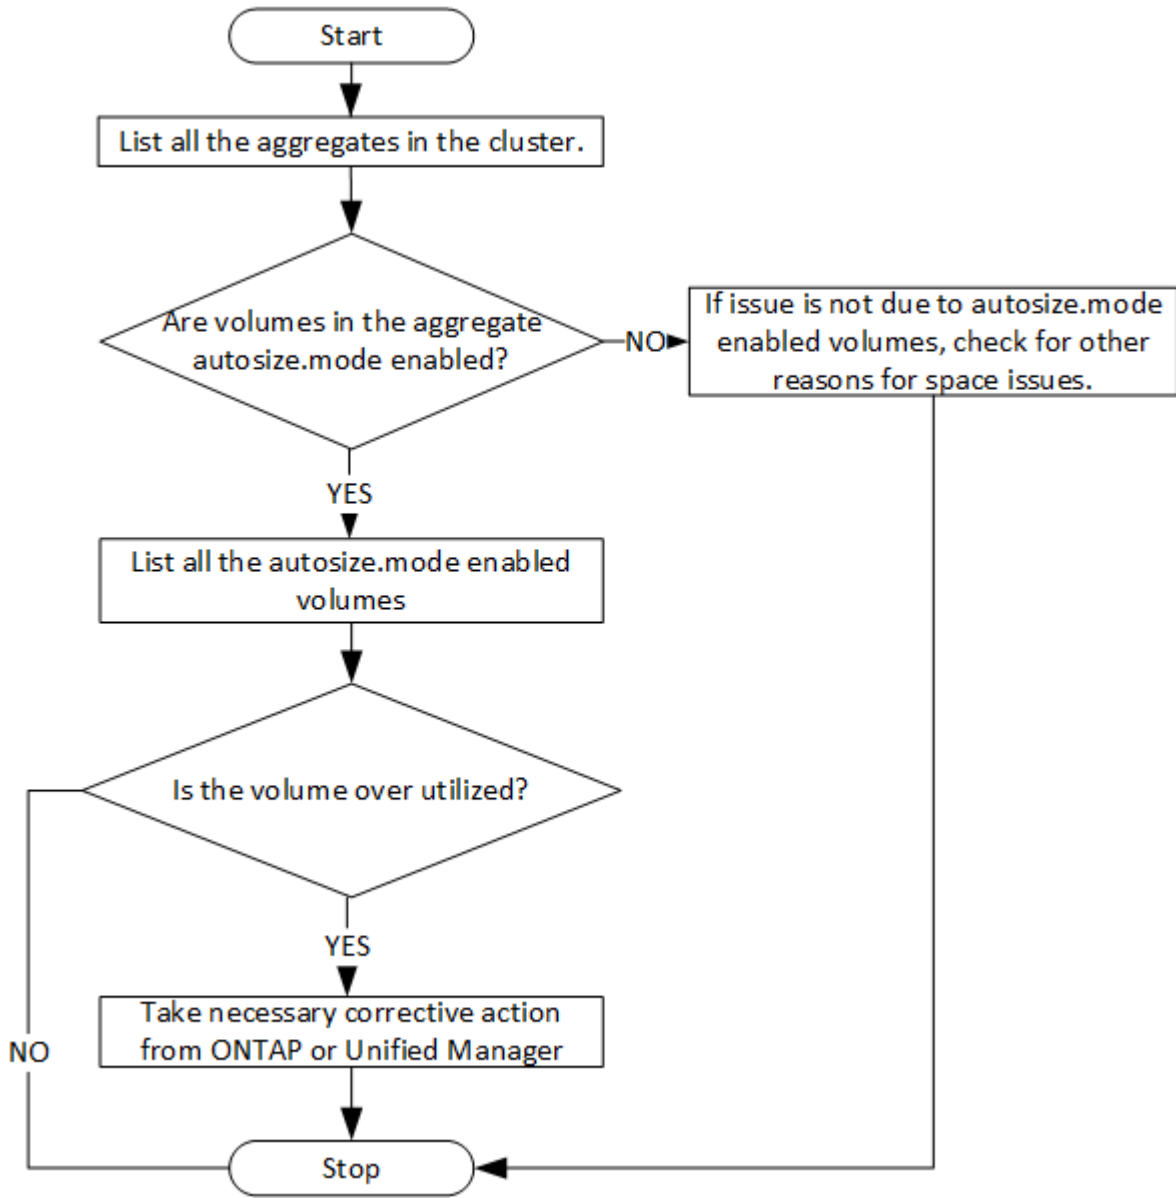 Start
List all the aggregates in the cluster.
Are volumes in the aggregate
autosize.mode enabled?
NO
If issue is not due to autosize.mode
enabled volumes, check for other
reasons for space issues.
YES
List all the autosize.mode enabled
volumes
Is the volume over utilized?
YES
Take necessary corrective action
from ONTAP or Unified Manager
NO
Stop